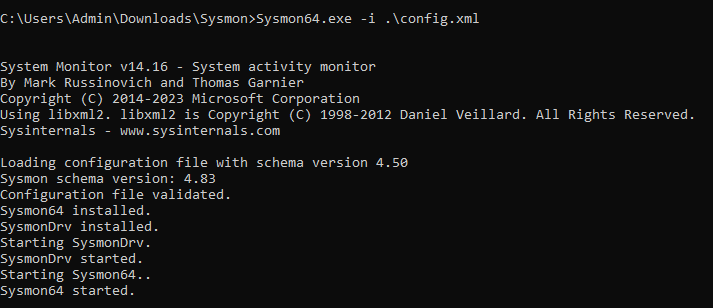 C:\Users\Admin\Downloads\Sysmon>Sysmon64.exe -i .\config.xml
System Monitor v14.16 - System activity monitor
By Mark Russinovich and Thomas Garnier
Copyright (C) 2014-2023 Microsoft Corporation
Using libxml2. libxml2 is Copyright (C) 1998-2012 Daniel Veillard. All Rights Reserved.
Sysinternals - www.sysinternals.com
Loading configuration file with schema version 4.50
Sysmon schema version: 4.83
Configuration file validated.
Sysmon64 installed.
SysmonDrv installed.
Starting SysmonDrv.
SysmonDrv started.
Starting Sysmon64..
Sysmon64 started.